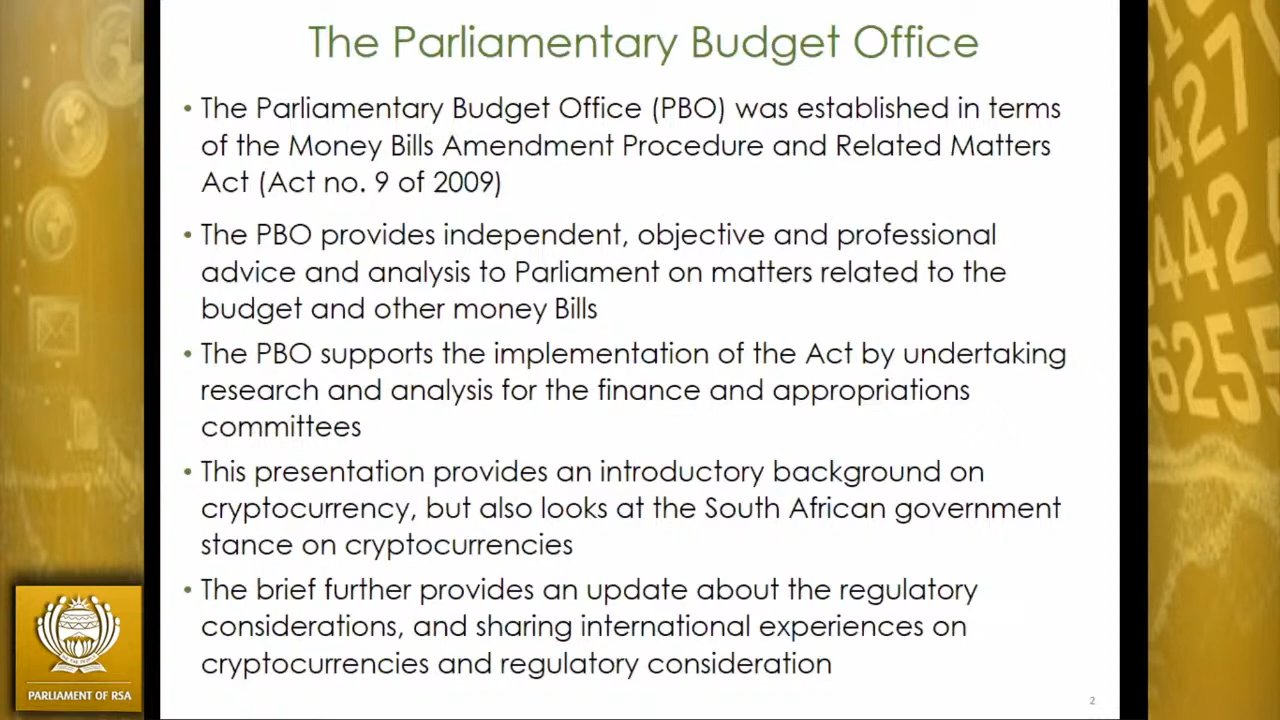 The Parliamentary Budget Office
• The Parliamentary Budget Office (PBO) was established in terms
of the Money Bills Amendment Procedure and Related Matters
Act (Act no. 9 of 2009)
• The PBO provides independent, objective and professional
advice and analysis to Parliament on matters related to the
budget and other money Bills
• The PBO supports the implementation of the Act by undertaking
research and analysis for the finance and appropriations
committees
• This presentation provides an introductory background on
cryptocurrency, but also looks at the South African government
stance on cryptocurrencies
• The brief further provides an update about the regulatory
considerations, and sharing international experiences on
cryptocurrencies and regulatory consideration
2
PARLIAMENT OF RSA
427
6255